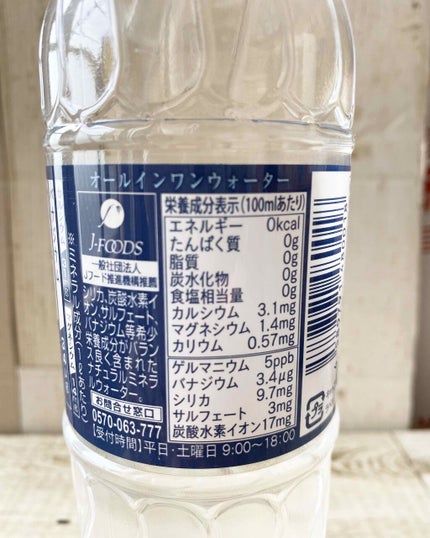 オールインワンウォーター
J-FOODS
一般社団法人
Jフード推進機構推薦
シリカ、炭酸水素イ
オン、サルフェート、
バナジウム等希少
栄養成分がバラン
ス良く含まれた
ナチュラルミネラ
ルウォーター。
お問合せ窓口
0570-063-777
【受付時間】平日・土曜日 9:00~18:00
栄養成分表示(100mlあたり)
エネルギー 0kcal
たんぱく質 0g
脂質 0g
炭水化物 0g
食塩相当量 0g
カルシウム 3.1mg
マグネシウム 1.4mg
カリウム 0.57mg
ゲルマニウム 5ppb
バナジウム 3.4μg
シリカ 9.7mg
サルフェート 3mg
炭酸水素イオン 17mg
※ミネラル成分
プラ